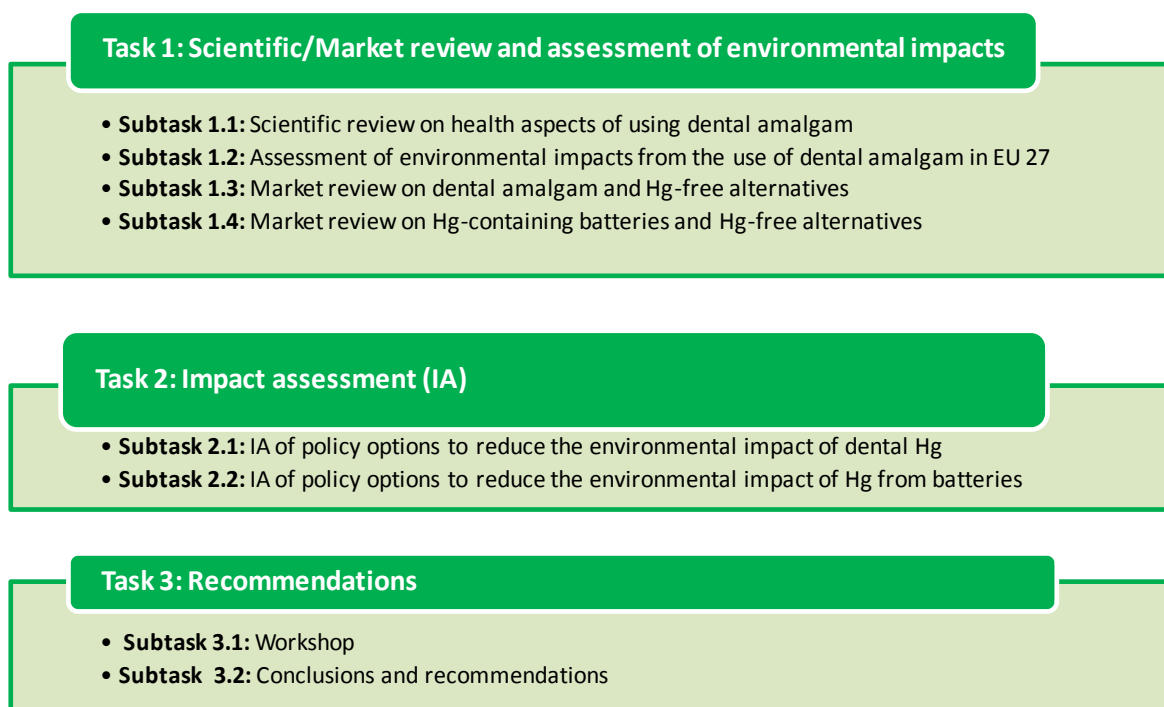 Task 1: Scientific/Market review and assessment of environmental impacts
• Subtask 1.1: Scientific review on health aspects of using dental amalgam
• Subtask 1.2: Assessment of environmental impacts from the use of dental amalgam in EU 27
• Subtask 1.3: Market review on dental amalgam and Hg-free alternatives
• Subtask 1.4: Market review on Hg-containing batteries and Hg-free alternatives
Task 2: Impact assessment (IA)
• Subtask 2.1: IA of policy options to reduce the environmental impact of dental Hg
• Subtask 2.2: IA of policy options to reduce the environmental impact of Hg from batteries
Task 3: Recommendations
• Subtask 3.1: Workshop
• Subtask 3.2: Conclusions and recommendations